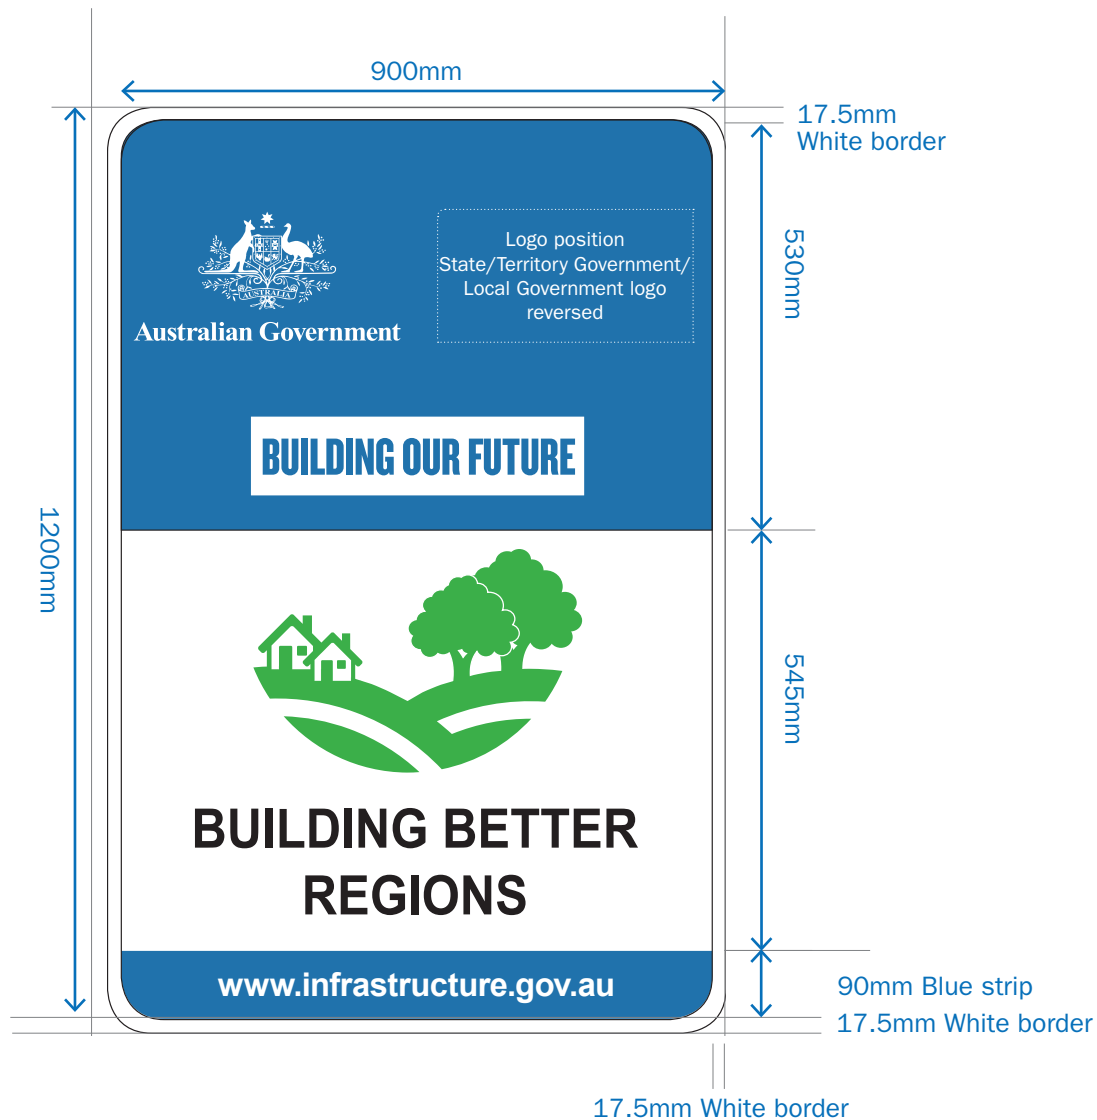 900mm
17.5mm
White border
530mm
Logo position
State/Territory Government/
Local Government logo
reversed
AUSTRALIA
Australian Government
BUILDING OUR FUTURE
1200mm
545mm
BUILDING BETTER
REGIONS
www.infrastructure.gov.au
90mm Blue strip
17.5mm White border
17.5mm White border